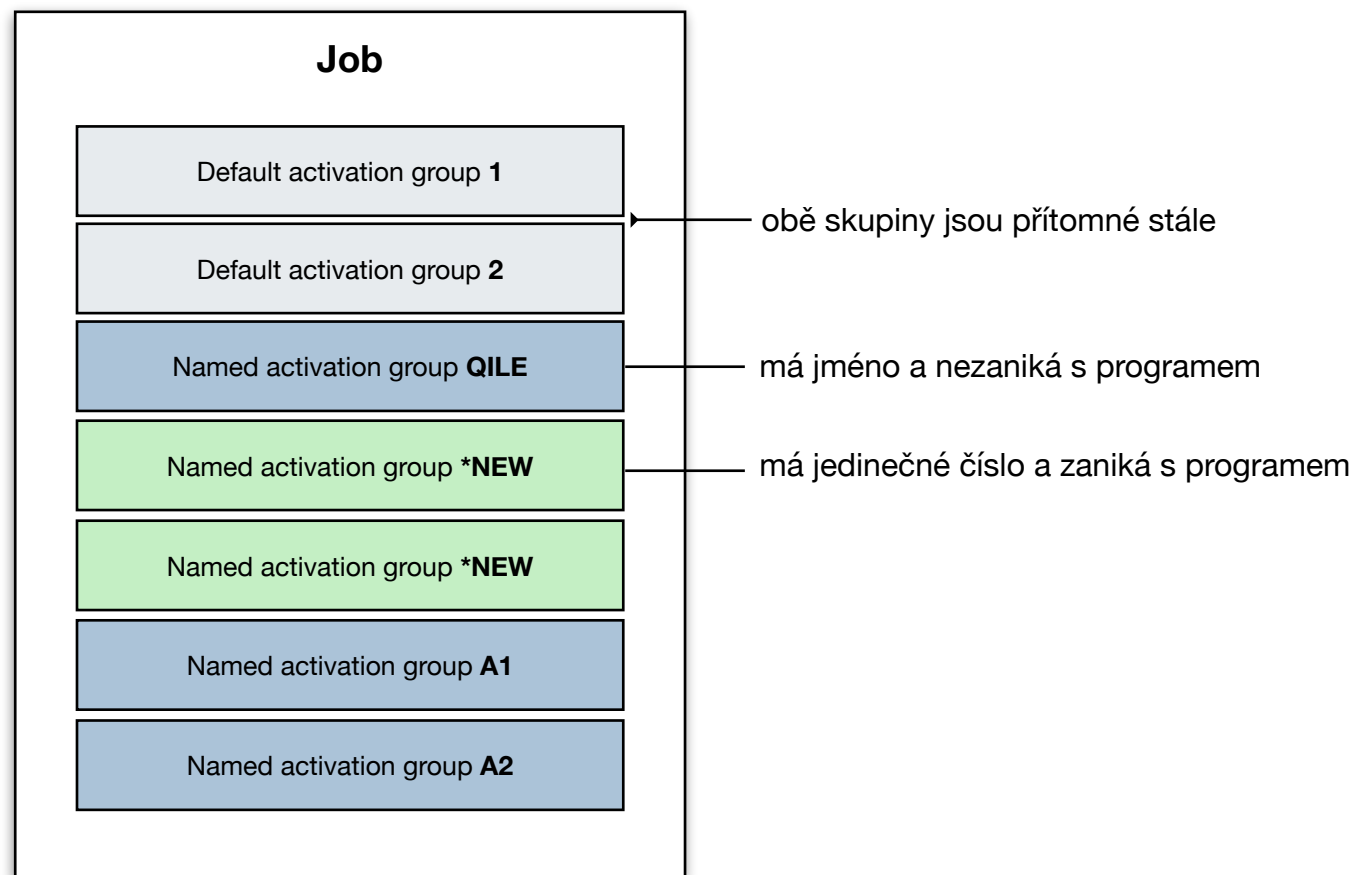 Job
Default activation group 1
obě skupiny jsou přítomné stále
Default activation group 2
Named activation group QILE
má jméno a nezaniká s programem
Named activation group *NEW
má jedinečné číslo a zaniká s programem
Named activation group *NEW
Named activation group A1
Named activation group A2